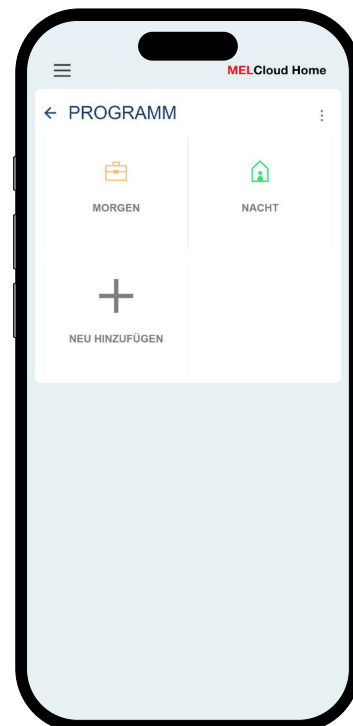 MELCloud Home
PROGRAMM
MORGEN
NACHT
NEU HINZUFÜGEN